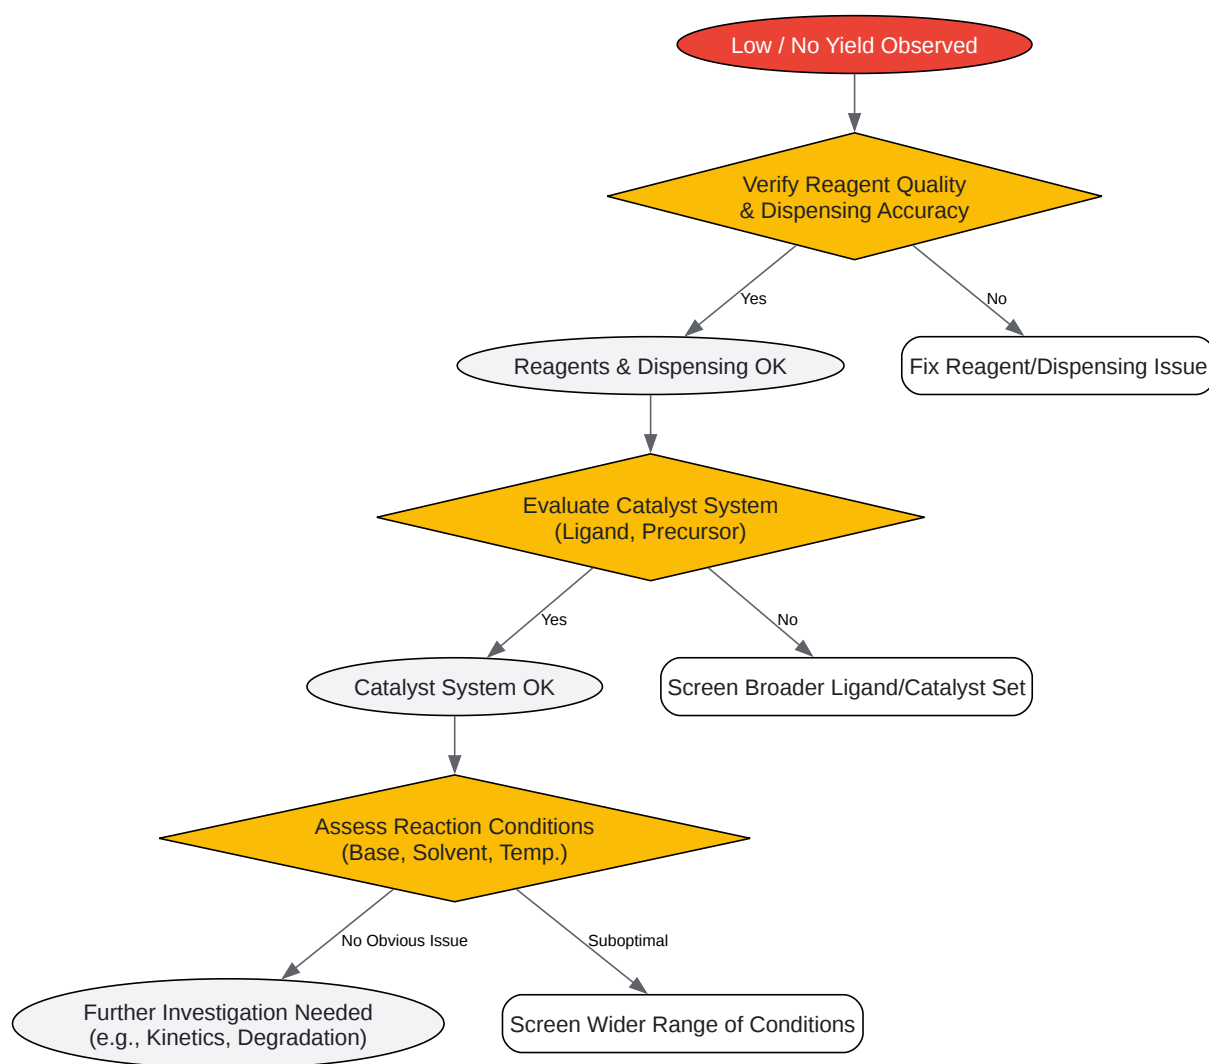 Low / No Yield Observed
Verify Reagent Quality
& Dispensing Accuracy
Yes
No
Reagents & Dispensing OK
Fix Reagent/Dispensing Issue
Evaluate Catalyst System
(Ligand, Precursor)
Yes
No
Catalyst System OK
Screen Broader Ligand/Catalyst Set
Assess Reaction Conditions
(Base, Solvent, Temp.)
No Obvious Issue
Suboptimal
Further Investigation Needed
(e.g., Kinetics, Degradation)
Screen Wider Range of Conditions